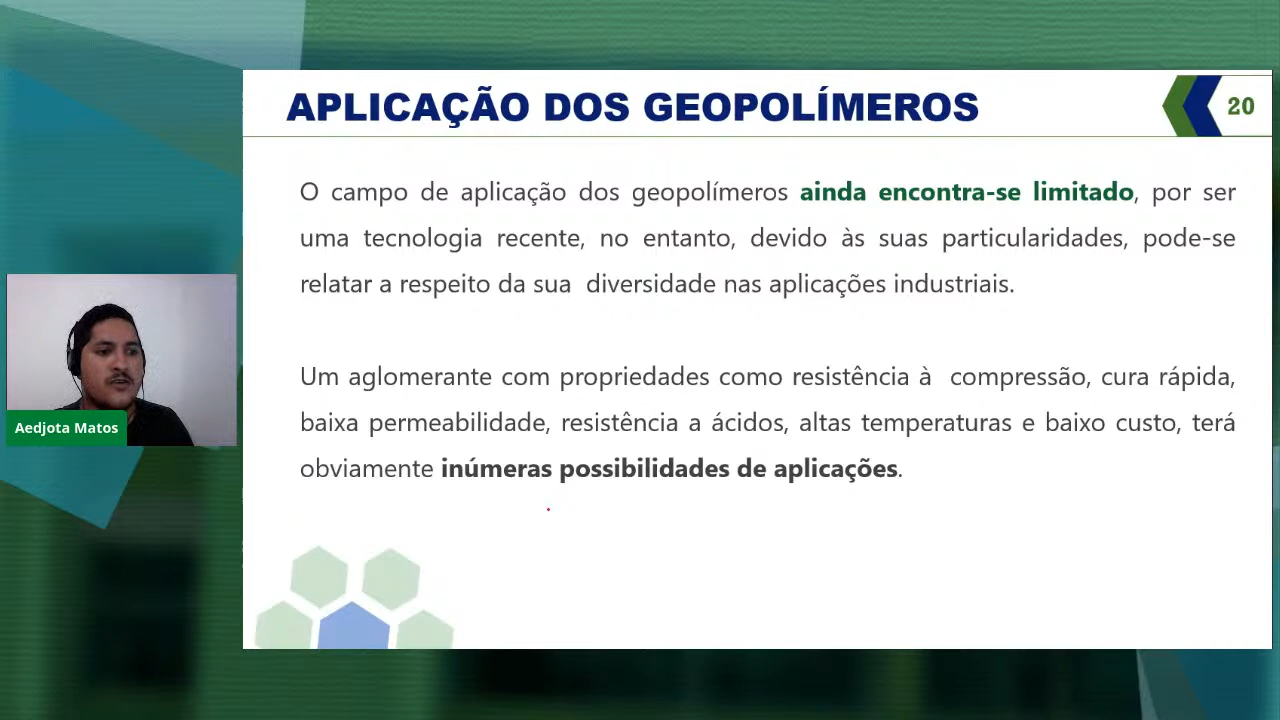 APLICAÇÃO DOS GEOPOLÍMEROS
20
O campo de aplicação dos geopolímeros ainda encontra-se limitado, por ser
uma tecnologia recente, no entanto, devido às suas particularidades, pode-se
relatar a respeito da sua diversidade nas aplicações industriais.
Um aglomerante com propriedades como resistência à compressão, cura rápida,
baixa permeabilidade, resistência a ácidos, altas temperaturas e baixo custo, terá
obviamente inúmeras possibilidades de aplicações.
Aedjota Matos